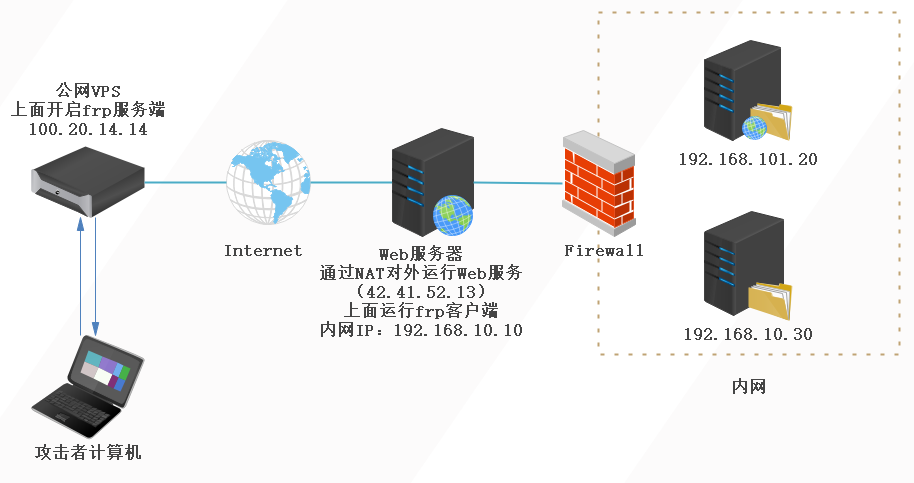 公网VPS
上面开启frp服务端
100.20.14.14
Internet
Web服务器
通过NAT对外运行Web服务
（42.41.52.13）
上面运行frp客户端
内网IP：192.168.10.10
Firewall
192.168.101.20
192.168.10.30
内网
攻击者计算机